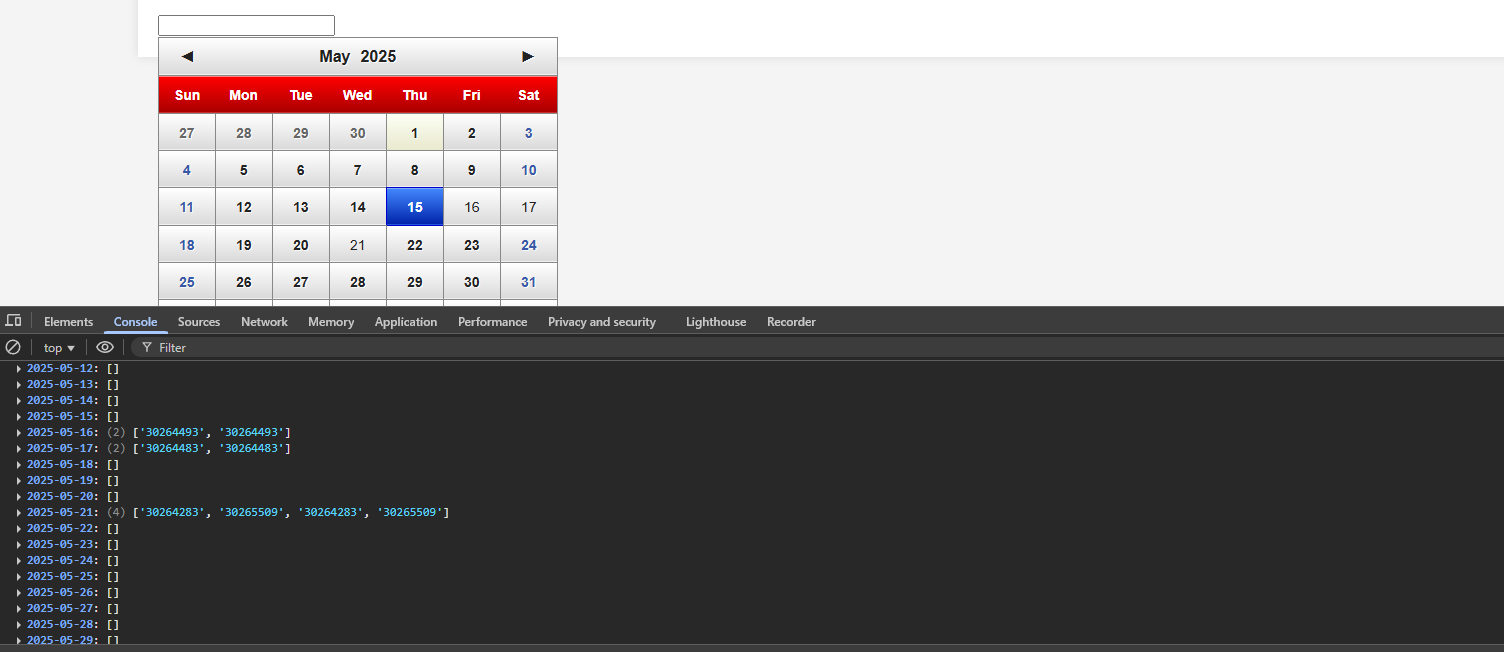 ◀ May 2025 ▶
Sun Mon Tue Wed Thu Fri Sat
27 28 29 30 1 2 3
4 5 6 7 8 9 10
11 12 13 14 15 16 17
18 19 20 21 22 23 24
25 26 27 28 29 30 31
Elements Console Sources Network Memory Application Performance Privacy and security Lighthouse Recorder
top ▼ Filter
▶ 2025-05-12: []
▶ 2025-05-13: []
▶ 2025-05-14: []
▶ 2025-05-15: []
▶ 2025-05-16: (2) ['30264493', '30264493']
▶ 2025-05-17: (2) ['30264483', '30264483']
▶ 2025-05-18: []
▶ 2025-05-19: []
▶ 2025-05-20: []
▶ 2025-05-21: (4) ['30264283', '30265509', '30264283', '30265509']
▶ 2025-05-22: []
▶ 2025-05-23: []
▶ 2025-05-24: []
▶ 2025-05-25: []
▶ 2025-05-26: []
▶ 2025-05-27: []
▶ 2025-05-28: []
▶ 2025-05-29: []